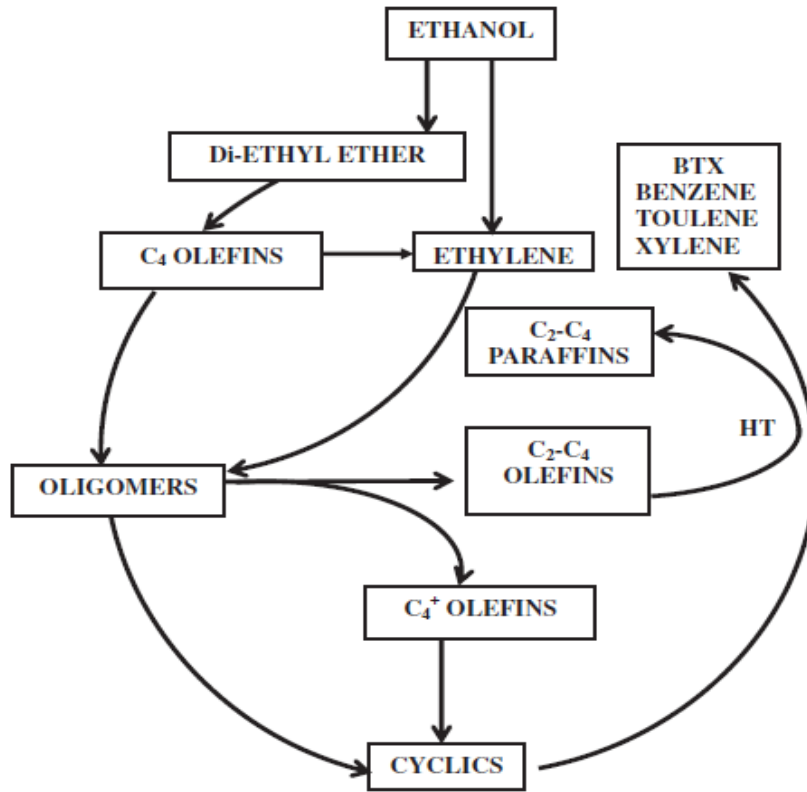 ETHANOL
Di-ETHYL ETHER
BTX
BENZENE
TOULENE
XYLENE
C₄ OLEFINS
ETHYLENE
C₂-C₄
PARAFFINS
HT
C₂-C₄
OLEFINS
OLIGOMERS
C₄⁺ OLEFINS
CYCLICS